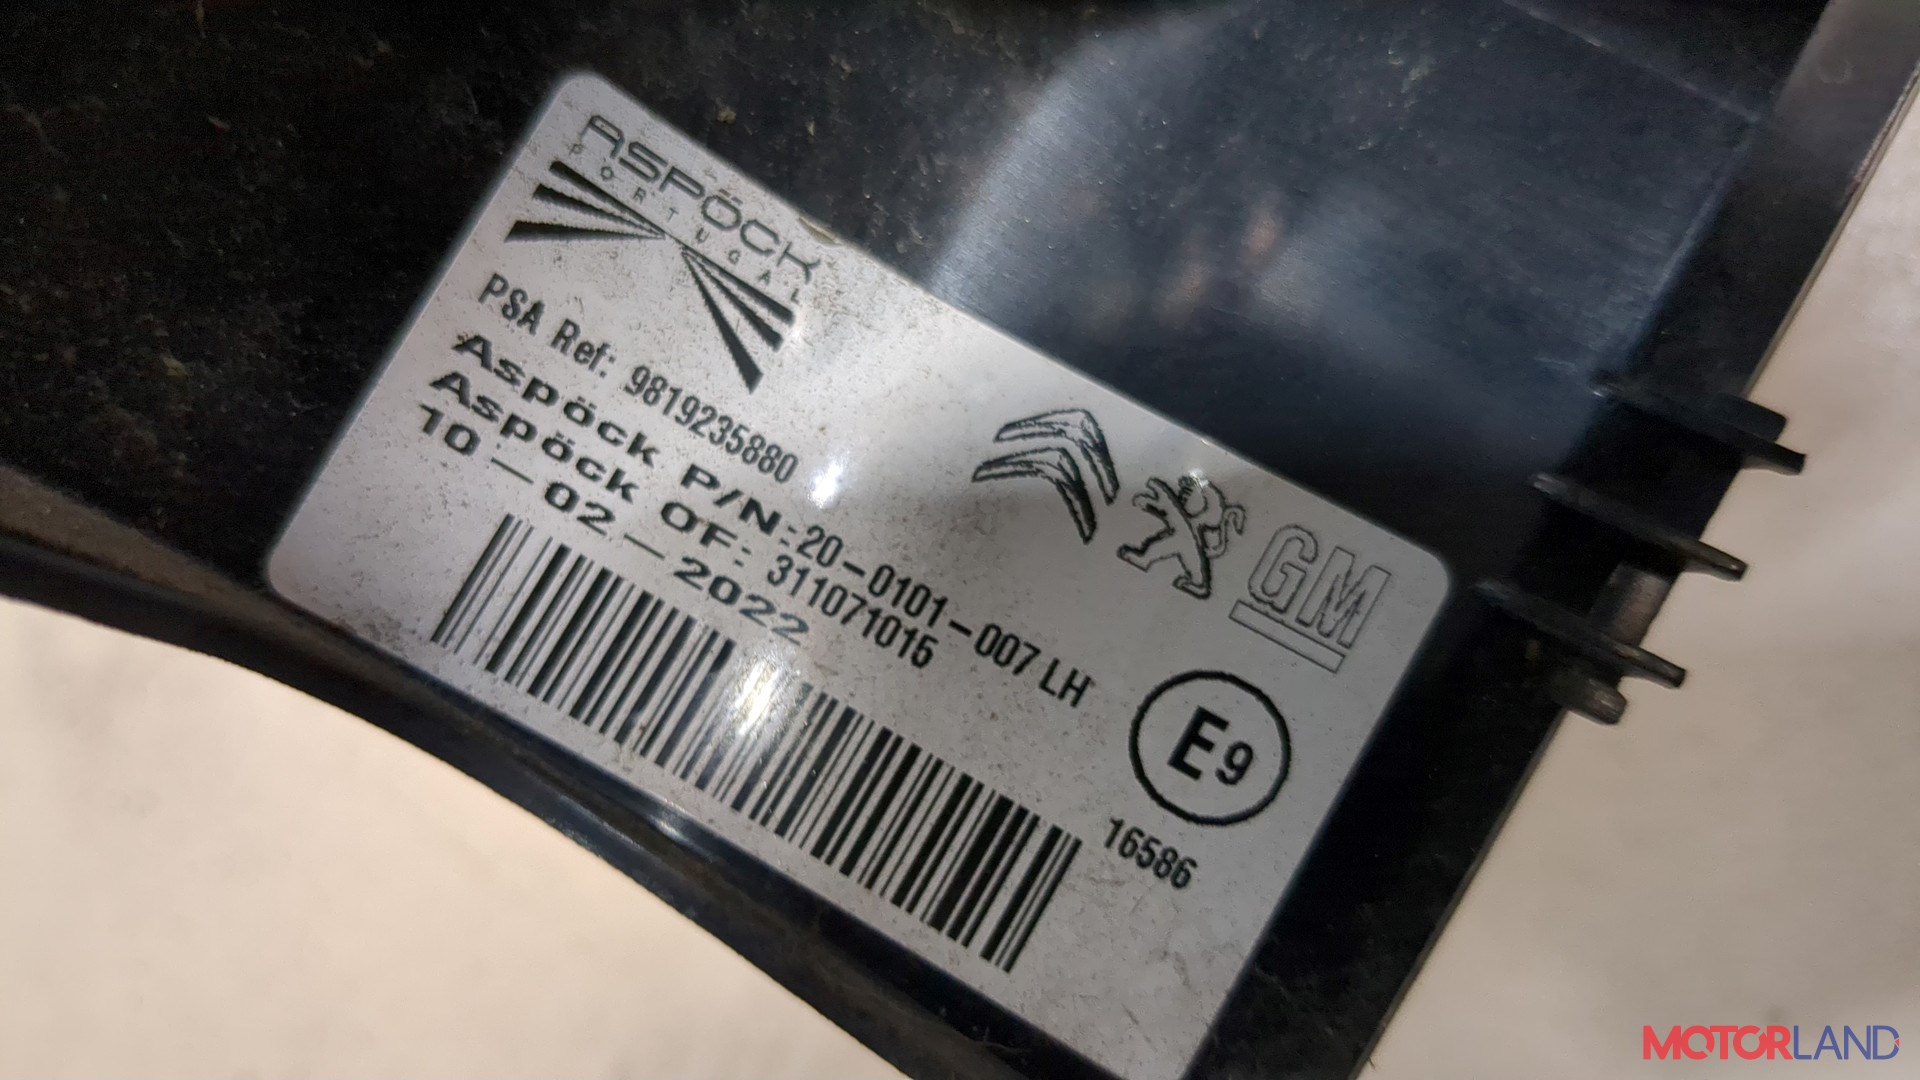 ASPÖCK
PORTUGAL
PSA Ref: 9819235880
Aspöck P/N:20-0101-007 LH
Aspöck OF: 311071015
10-02-2022
GM
E9
16586
MOTORLAND